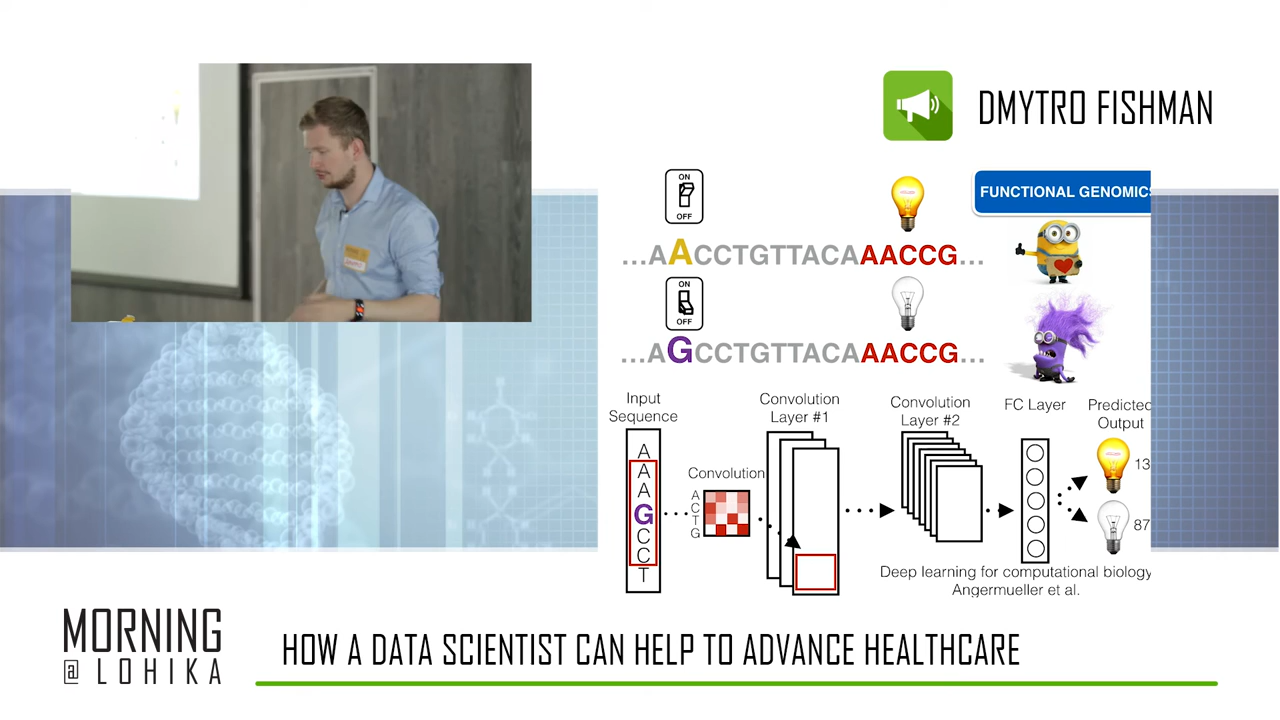 DMYTRO FISHMAN
ON
OFF
FUNCTIONAL GENOMICS
...AACCTGTTACAAACCG...
ON
OFF
...AGCCTGTTACAAACCG...
Input
Sequence
Convolution
Layer #1
Convolution
Layer #2
FC Layer
Predicted
Output
A
A
A
G
C
C
T
Convolution
A
C
T
G
13
87
Deep learning for computational biology
Angermueller et al.
MORNING
@ LOHIKA
HOW A DATA SCIENTIST CAN HELP TO ADVANCE HEALTHCARE